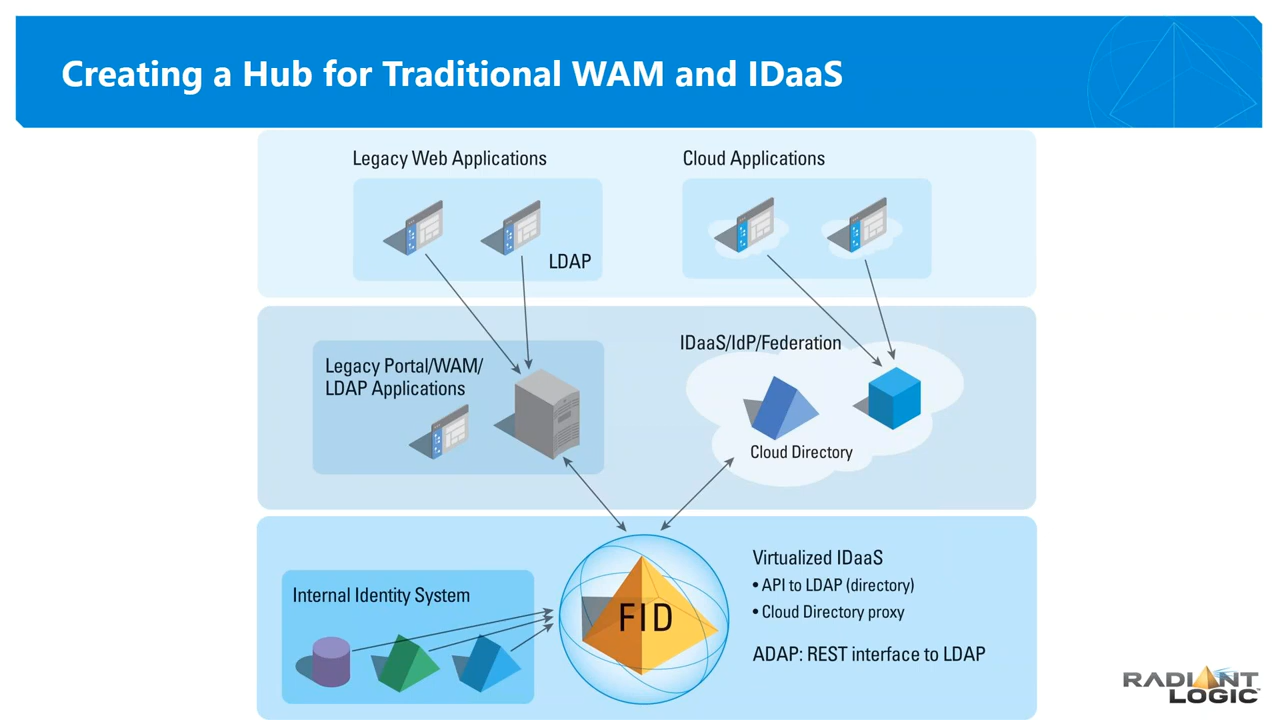 Creating a Hub for Traditional WAM and IDaaS
Legacy Web Applications
Cloud Applications
LDAP
IDaaS/IdP/Federation
Legacy Portal/WAM/
LDAP Applications
Cloud Directory
Internal Identity System
FID
Virtualized IDaaS
• API to LDAP (directory)
• Cloud Directory proxy
ADAP: REST interface to LDAP
RADIANT
LOGIC™